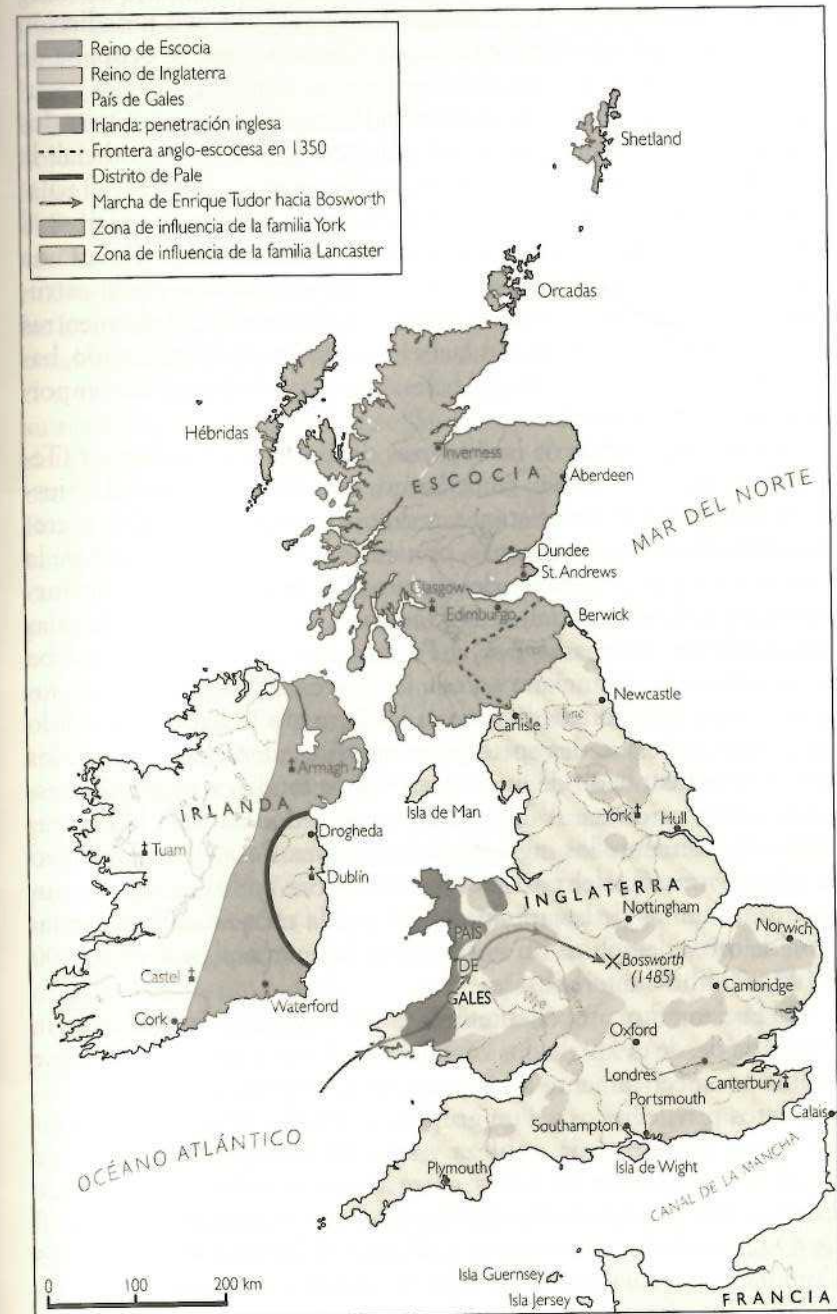 Reino de Escocia
Reino de Inglaterra
País de Gales
Irlanda: penetración inglesa
Frontera anglo-escocesa en 1350
Distrito de Pale
Marcha de Enrique Tudor hacia Bosworth
Zona de influencia de la familia York
Zona de influencia de la familia Lancaster
Shetland
Orcadas
Hébridas
Inverness
ESCOCIA
Aberdeen
MAR DEL NORTE
Dundee
St. Andrews
Glasgow
Edimburgo
Berwick
Newcastle
Carlisle
Tine
Armagh
Isla de Man
York
Hull
IRLANDA
Drogheda
Tuam
Dublín
INGLATERRA
Nottingham
Norwich
PAÍS
DE
GALES
Bossworth
(1485)
Castel
Cambridge
Waterford
Wye
Cork
Oxford
Londres
Canterbury
Portsmouth
Southampton
Calais
OCÉANO ATLÁNTICO
Plymouth
Isla de Wight
CANAL DE LA MANCHA
0 100 200 km
Isla Guernsey
Isla Jersey
FRANCIA